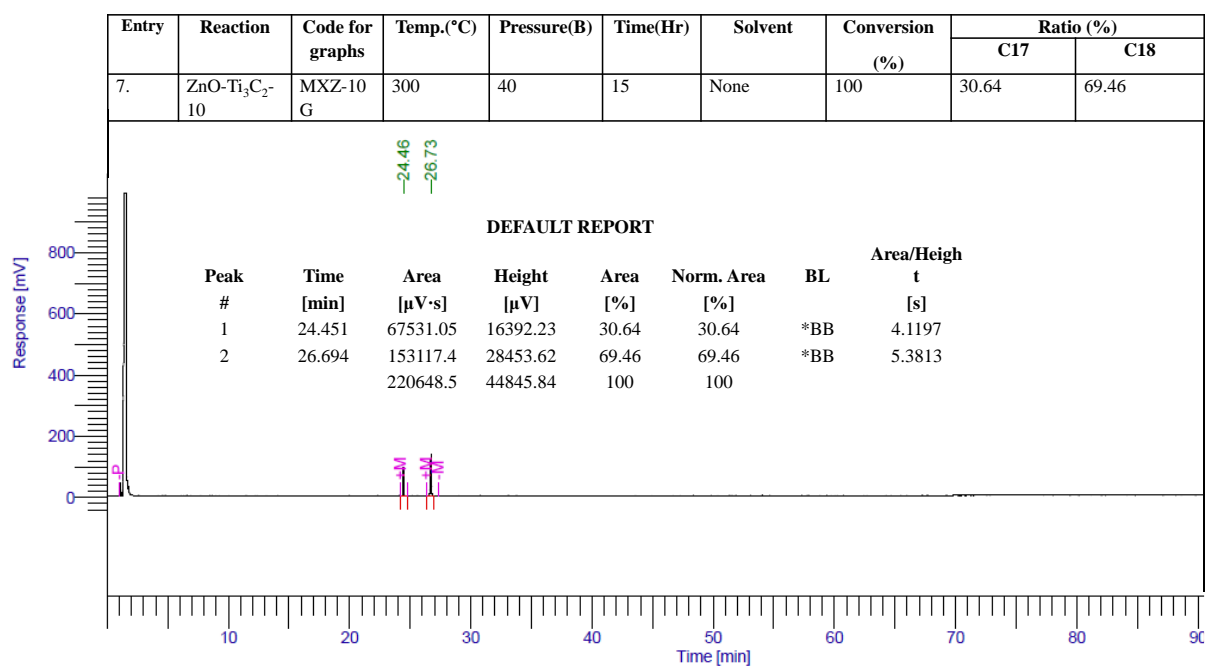 Entry Reaction Code for graphs Temp.(°C) Pressure(B) Time(Hr) Solvent Conversion (%) Ratio (%)
C17 C18
7. ZnO-Ti₃C₂-10 MXZ-10 G 300 40 15 None 100 30.64 69.46
24.46
26.73
DEFAULT REPORT
Peak Time Area Height Area Norm. Area BL Area/Heigh t
# [min] [µV·s] [µV] [%] [%] [s]
1 24.451 67531.05 16392.23 30.64 30.64 *BB 4.1197
2 26.694 153117.4 28453.62 69.46 69.46 *BB 5.3813
220648.5 44845.84 100 100
Response [mV]
800
600
400
200
0
-P
+M
+M
-M
10 20 30 40 50 60 70 80 90
Time [min]